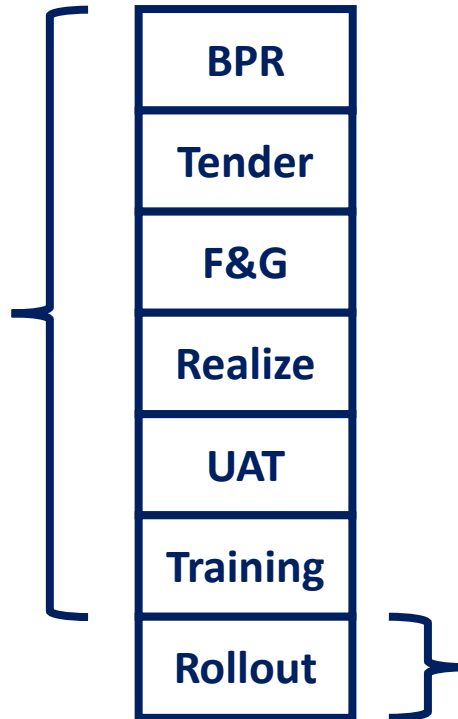 BPR
Tender
F&G
Realize
UAT
Training
Rollout